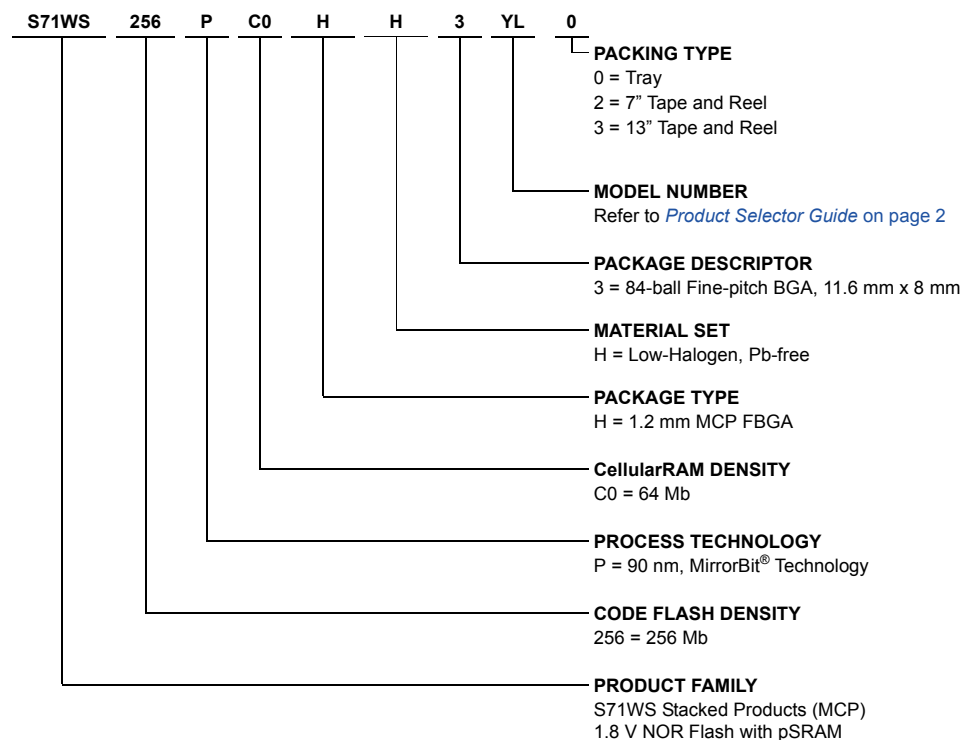 S71WS 256 P C0 H H 3 YL 0
PACKING TYPE
0 = Tray
2 = 7” Tape and Reel
3 = 13” Tape and Reel
MODEL NUMBER
Refer to Product Selector Guide on page 2
PACKAGE DESCRIPTOR
3 = 84-ball Fine-pitch BGA, 11.6 mm x 8 mm
MATERIAL SET
H = Low-Halogen, Pb-free
PACKAGE TYPE
H = 1.2 mm MCP FBGA
CellularRAM DENSITY
C0 = 64 Mb
PROCESS TECHNOLOGY
P = 90 nm, MirrorBit® Technology
CODE FLASH DENSITY
256 = 256 Mb
PRODUCT FAMILY
S71WS Stacked Products (MCP)
1.8 V NOR Flash with pSRAM